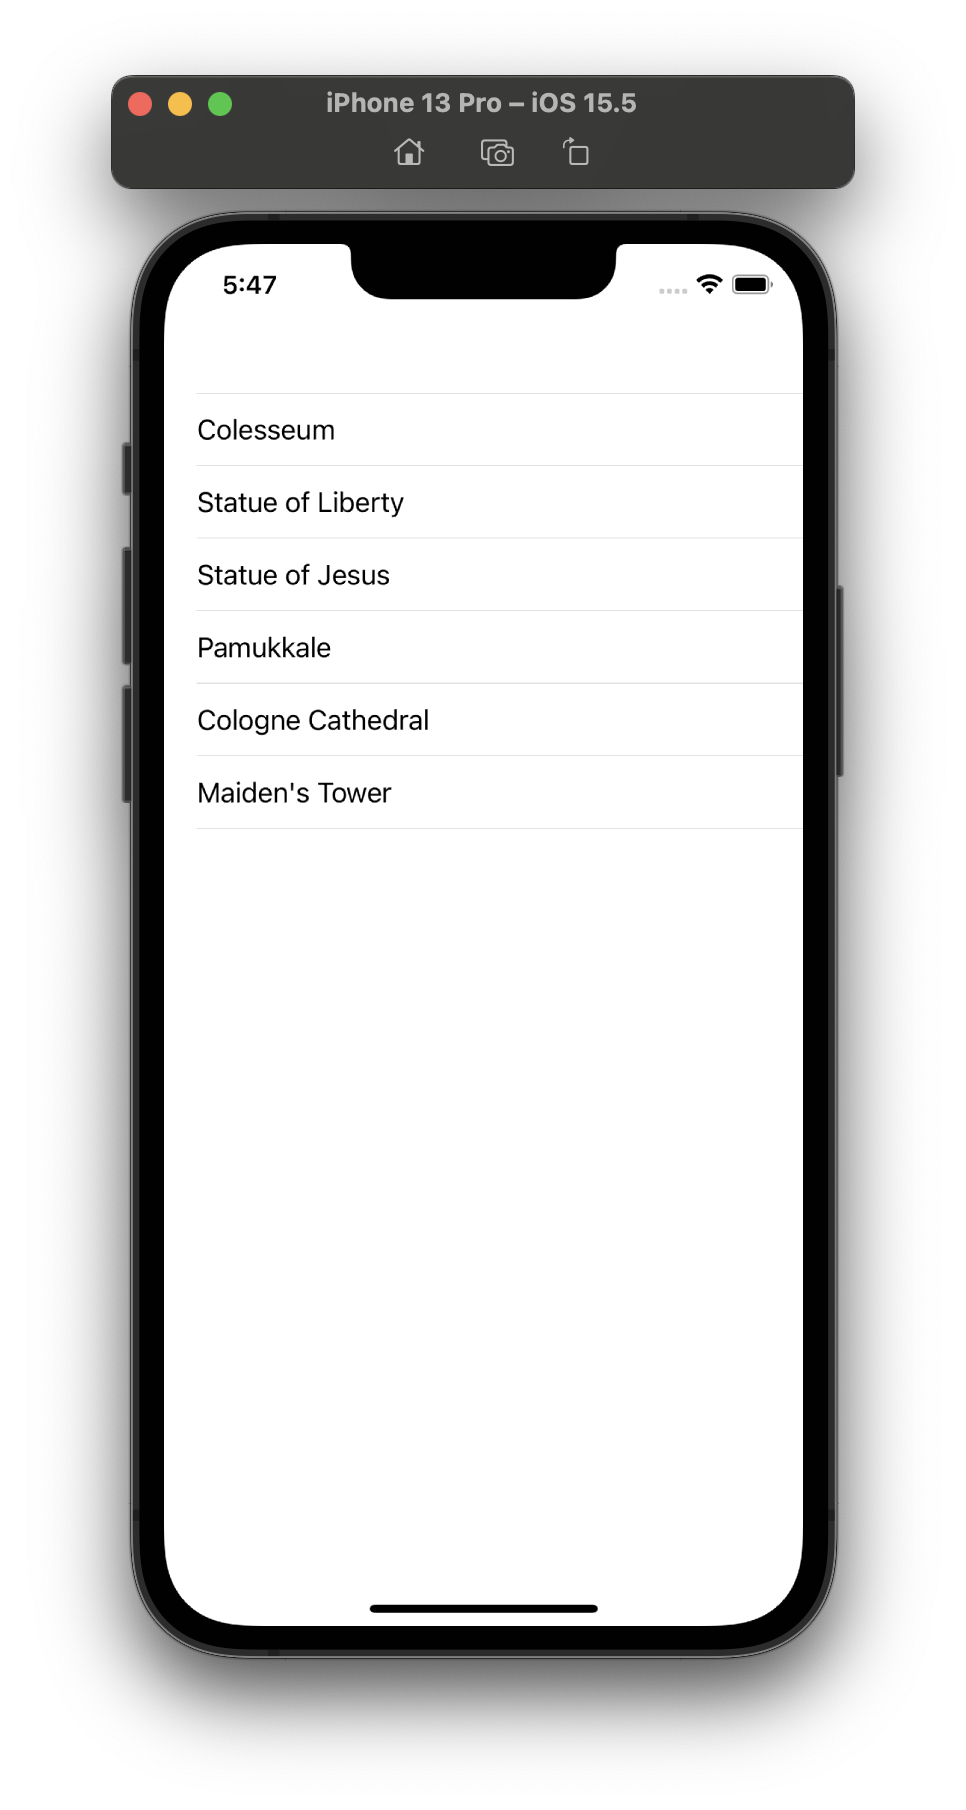 iPhone 13 Pro – iOS 15.5
5:47
Colesseum
Statue of Liberty
Statue of Jesus
Pamukkale
Cologne Cathedral
Maiden's Tower